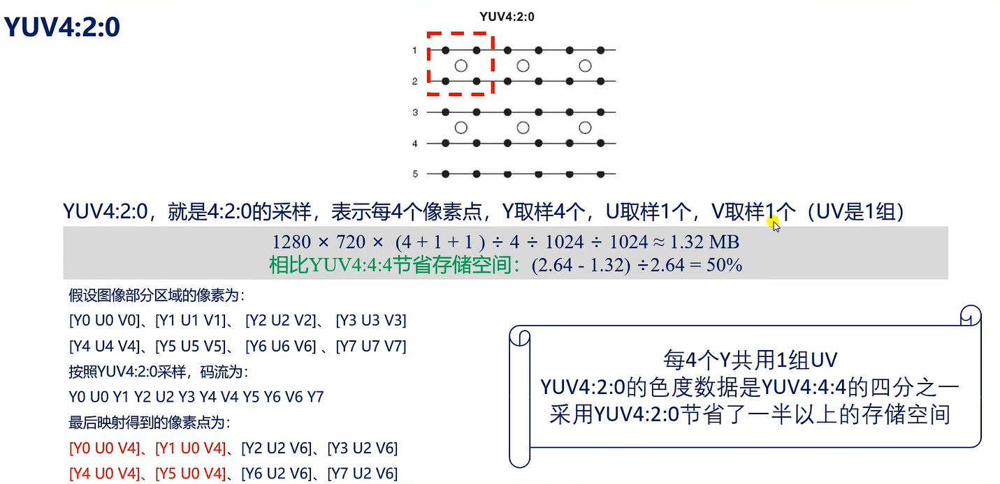 YUV4:2:0
YUV4:2:0
1
2
3
4
5
YUV4:2:0，就是4:2:0的采样，表示每4个像素点，Y取样4个，U取样1个，V取样1个（UV是1组）
1280 × 720 × （4 + 1 + 1 ）÷ 4 ÷ 1024 ÷ 1024 ≈ 1.32 MB
相比YUV4:4:4节省存储空间：(2.64 - 1.32) ÷2.64 = 50%
假设图像部分区域的像素为：
[Y0 U0 V0]、[Y1 U1 V1]、 [Y2 U2 V2]、 [Y3 U3 V3]
[Y4 U4 V4]、[Y5 U5 V5]、 [Y6 U6 V6] 、[Y7 U7 V7]
按照YUV4:2:0采样，码流为：
Y0 U0 Y1 Y2 U2 Y3 Y4 V4 Y5 Y6 V6 Y7
最后映射得到的像素点为：
[Y0 U0 V4]、[Y1 U0 V4]、[Y2 U2 V6]、[Y3 U2 V6]
[Y4 U0 V4]、[Y5 U0 V4]、[Y6 U2 V6]、[Y7 U2 V6]
每4个Y共用1组UV
YUV4:2:0的色度数据是YUV4:4:4的四分之一
采用YUV4:2:0节省了一半以上的存储空间